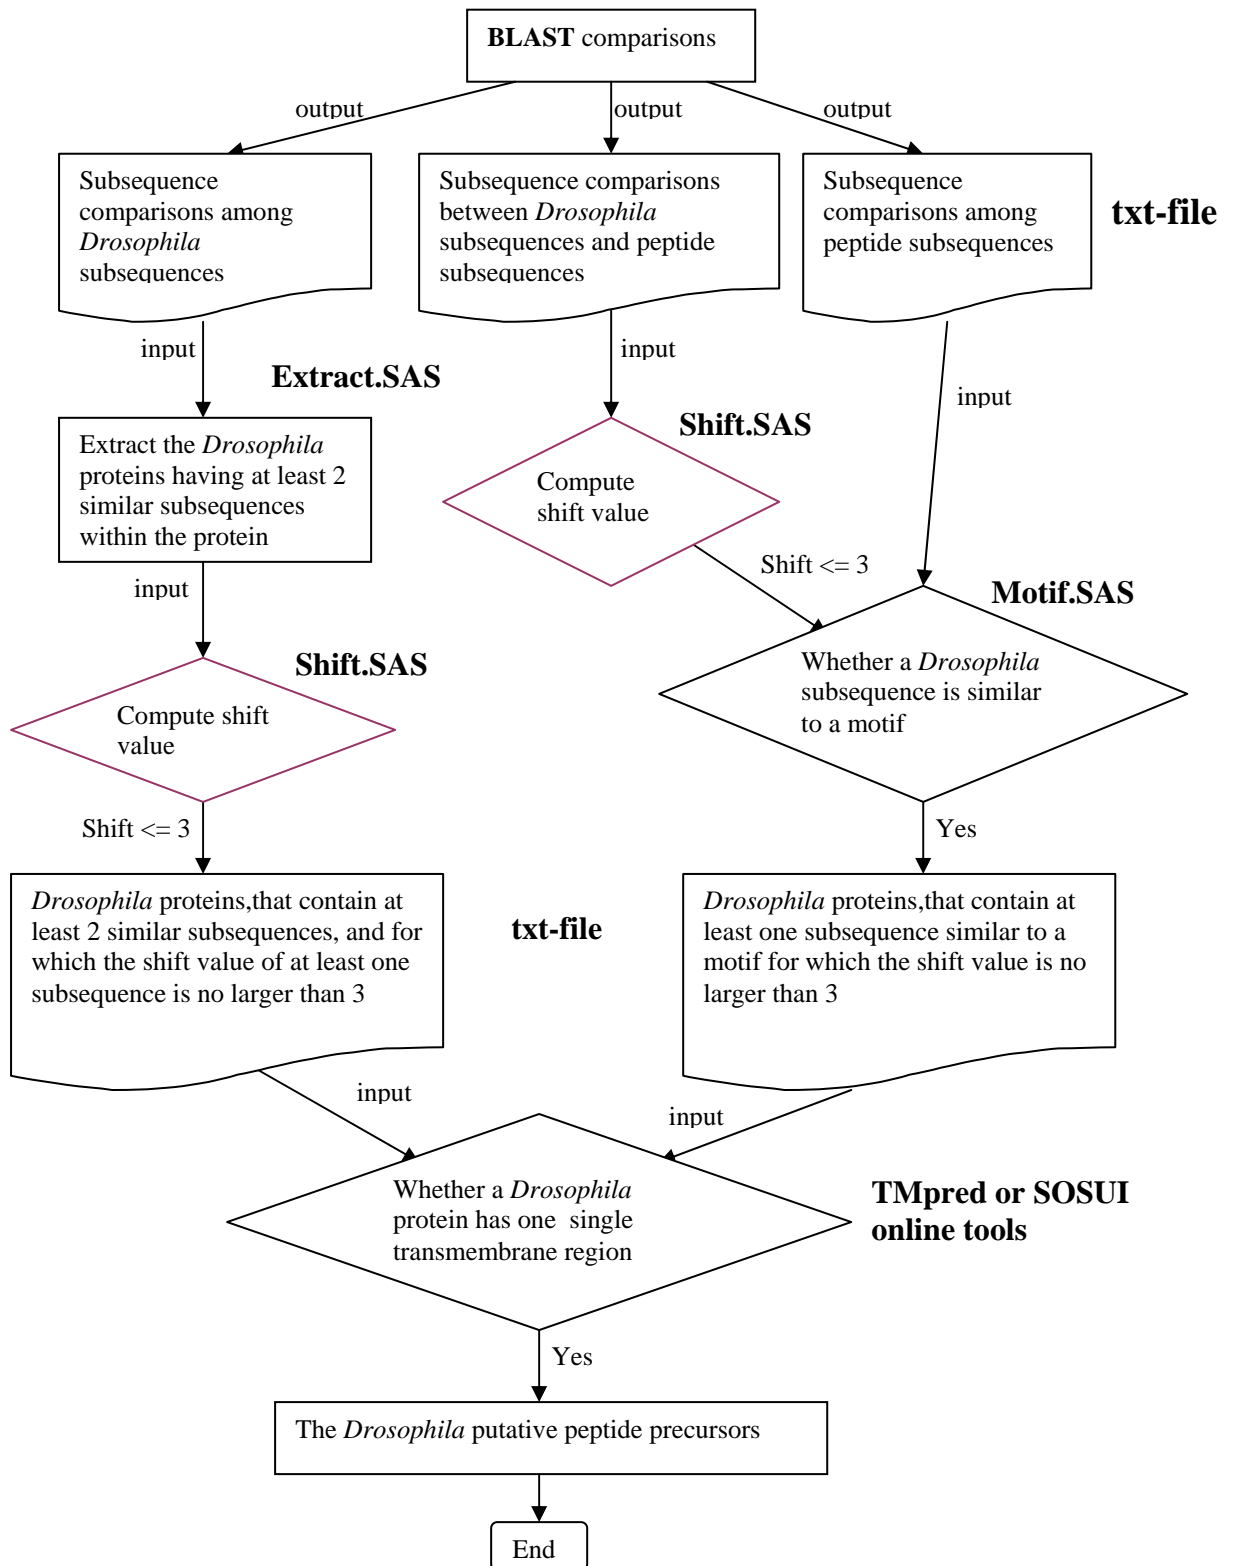 BLAST comparisons
output
output
output
Subsequence
comparisons among
Drosophila
subsequences
Subsequence comparisons
between Drosophila
subsequences and peptide
subsequences
Subsequence
comparisons among
peptide subsequences
txt-file
input
input
input
Extract.SAS
Extract the Drosophila
proteins having at least 2
similar subsequences
within the protein
Shift.SAS
Compute
shift value
Shift <= 3
input
Motif.SAS
Whether a Drosophila
subsequence is similar
to a motif
Shift.SAS
Compute shift
value
Shift <= 3
Yes
Drosophila proteins,that contain at
least 2 similar subsequences, and for
which the shift value of at least one
subsequence is no larger than 3
txt-file
Drosophila proteins,that contain at
least one subsequence similar to a
motif for which the shift value is no
larger than 3
input
input
Whether a Drosophila
protein has one single
transmembrane region
TMpred or SOSUI
online tools
Yes
The Drosophila putative peptide precursors
End